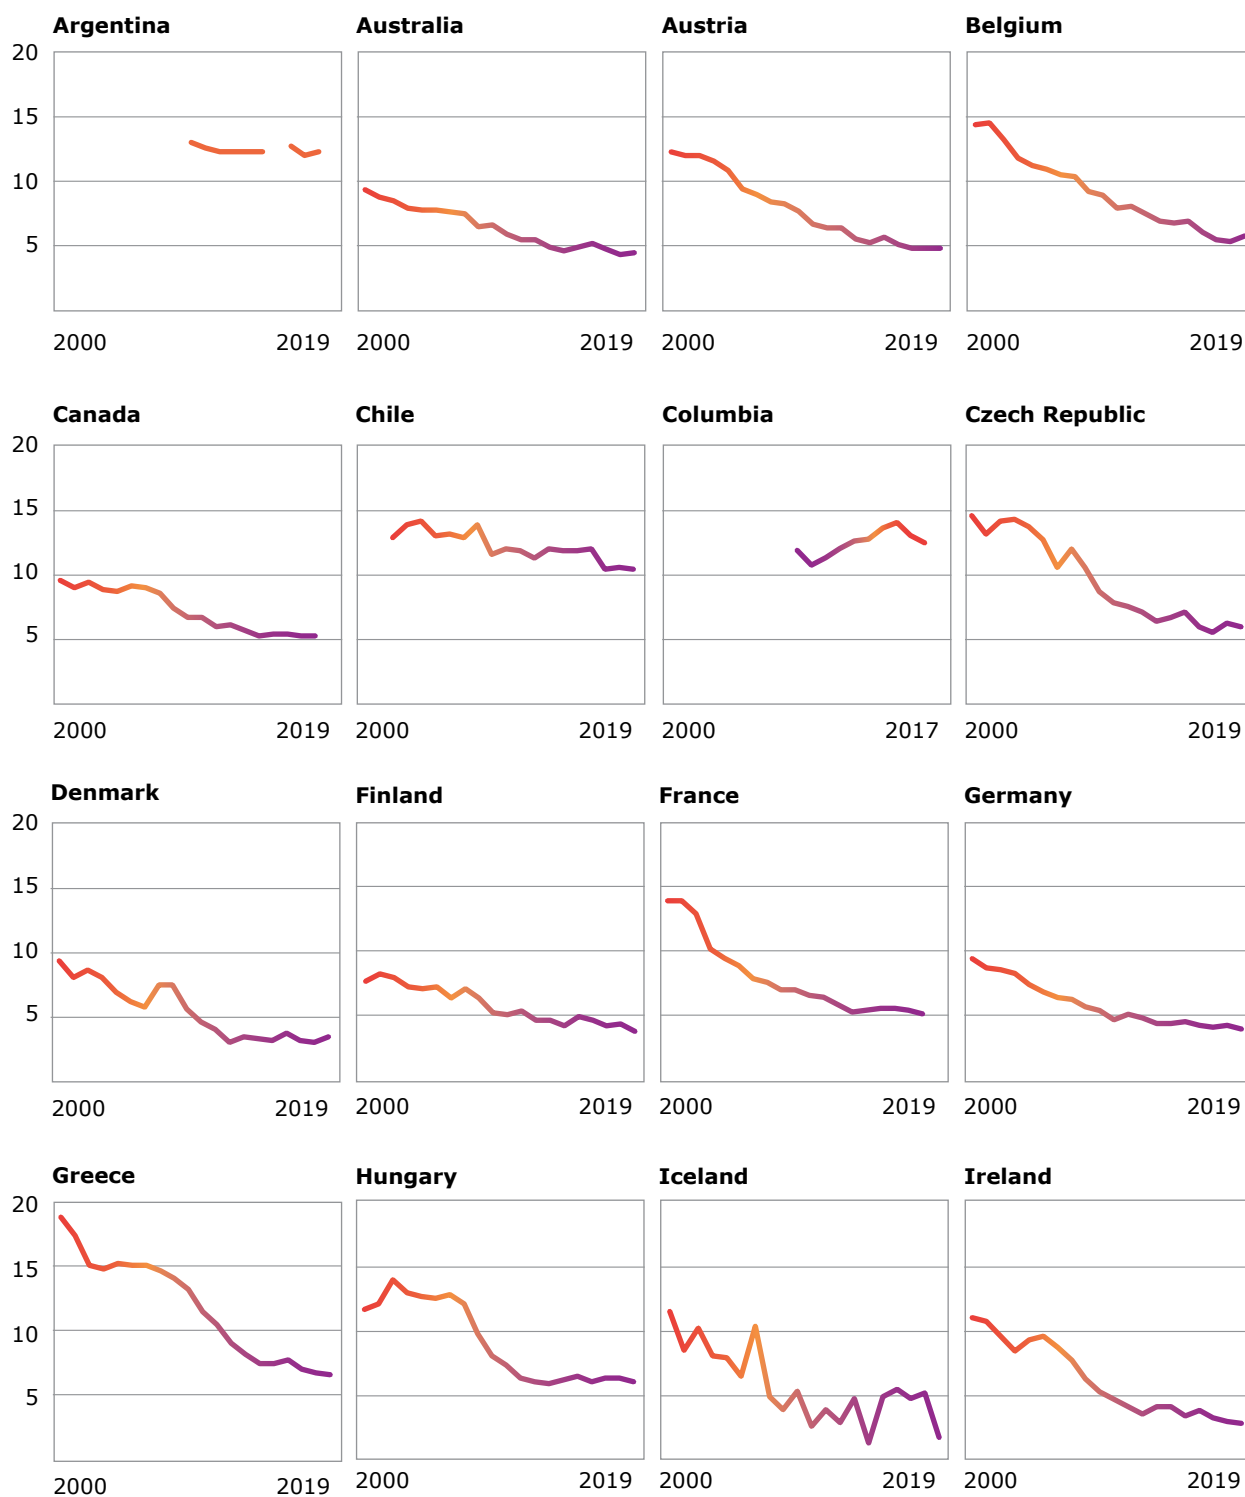 Argentina Australia Austria Belgium
20
15
10
5
2000 2019 2000 2019 2000 2019 2000 2019
Canada Chile Columbia Czech Republic
20
15
10
5
2000 2019 2000 2019 2000 2017 2000 2019
Denmark Finland France Germany
20
15
10
5
2000 2019 2000 2019 2000 2019 2000 2019
Greece Hungary Iceland Ireland
20
15
10
5
2000 2019 2000 2019 2000 2019 2000 2019